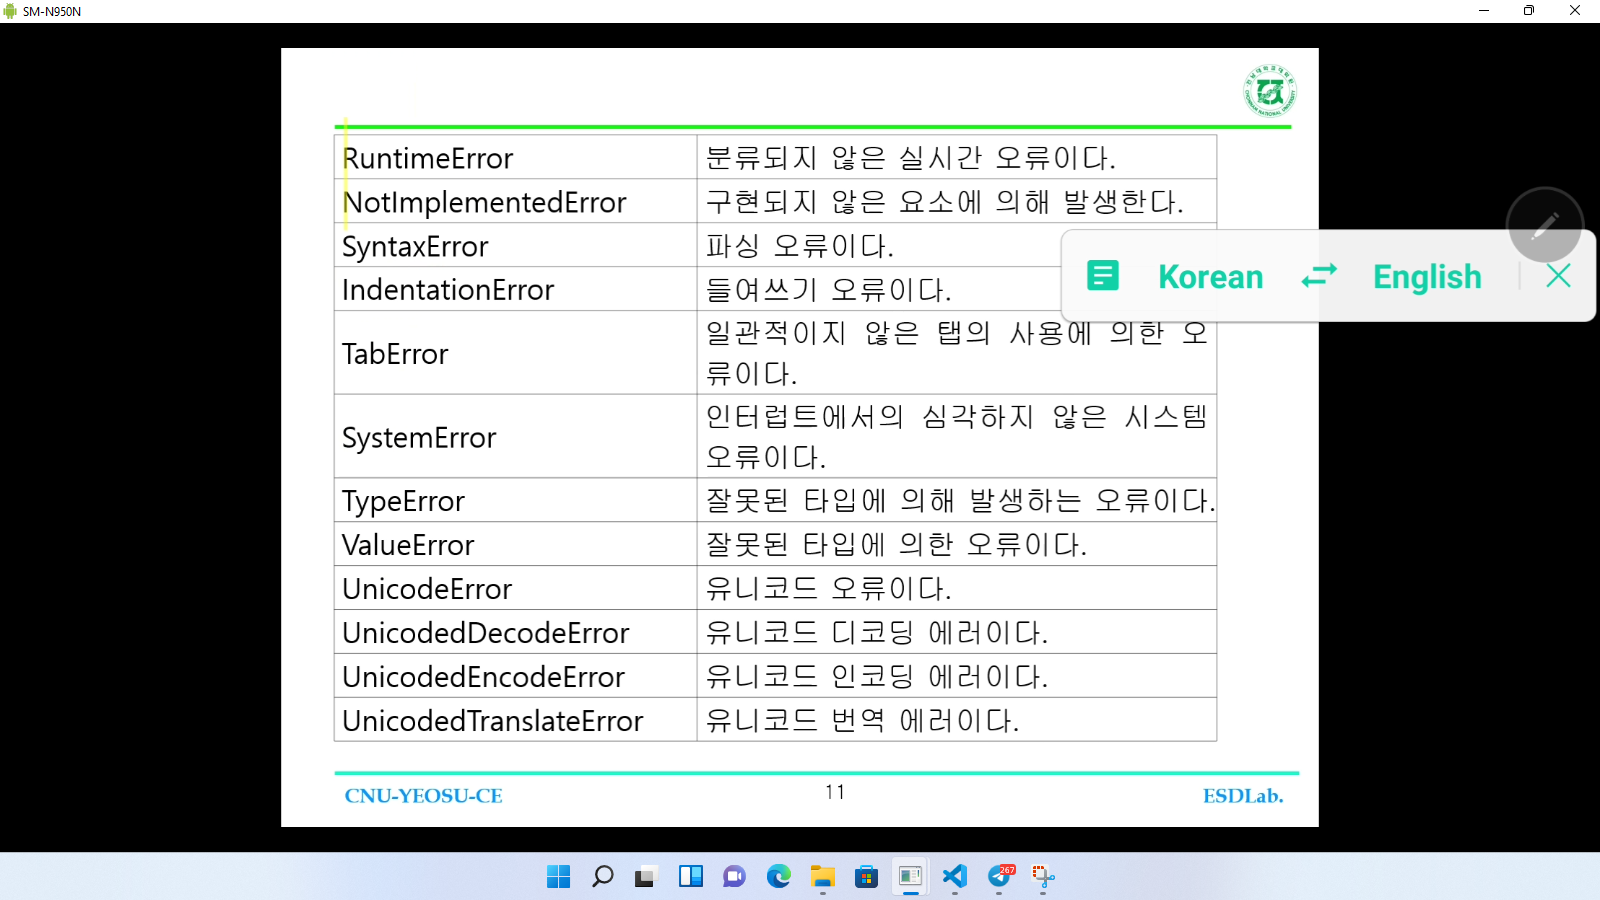 SM-N950N
RuntimeError 분류되지 않은 실시간 오류이다.
NotImplementedError 구현되지 않은 요소에 의해 발생한다.
SyntaxError 파싱 오류이다.
Korean English
IndentationError 들여쓰기 오류이다.
TabError 일관적이지 않은 탭의 사용에 의한 오
류이다.
SystemError 인터럽트에서의 심각하지 않은 시스템
오류이다.
TypeError 잘못된 타입에 의해 발생하는 오류이다.
ValueError 잘못된 타입에 의한 오류이다.
UnicodeError 유니코드 오류이다.
UnicodedDecodeError 유니코드 디코딩 에러이다.
UnicodedEncodeError 유니코드 인코딩 에러이다.
UnicodedTranslateError 유니코드 번역 에러이다.
CNU-YEOSU-CE 11 ESDLab.
267